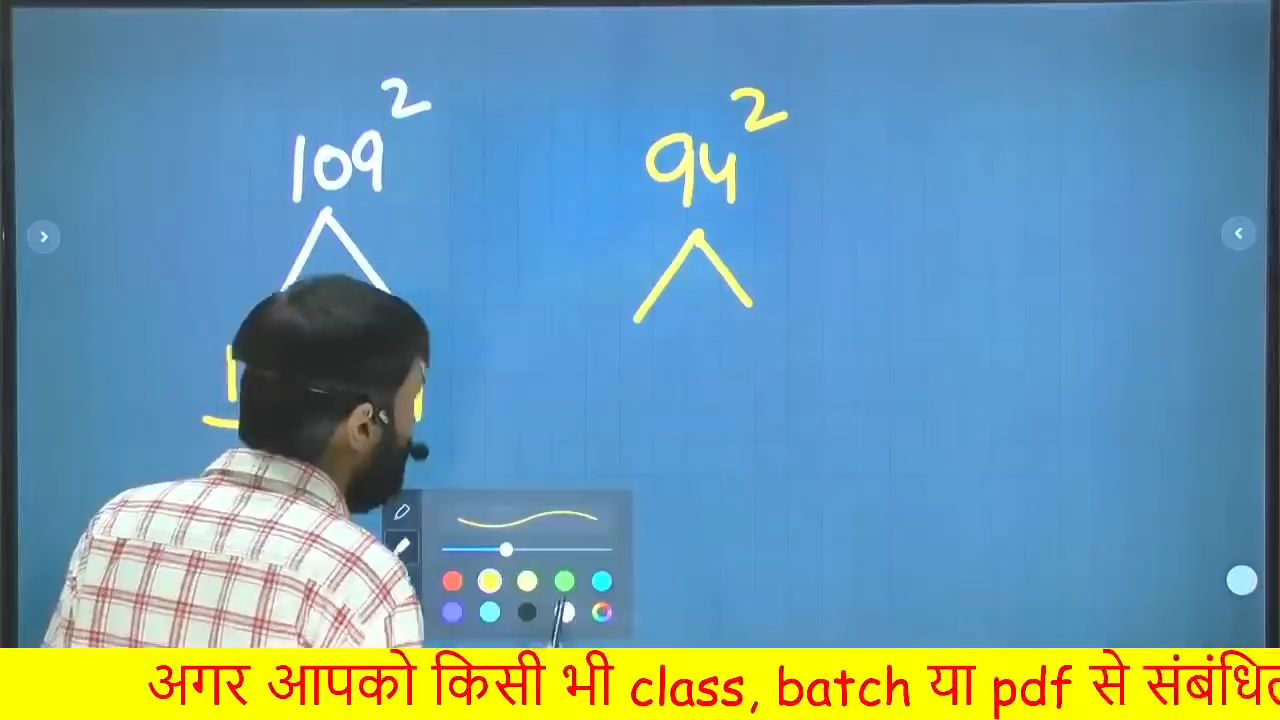 109²
94²
अगर आपको किसी भी class, batch या pdf से